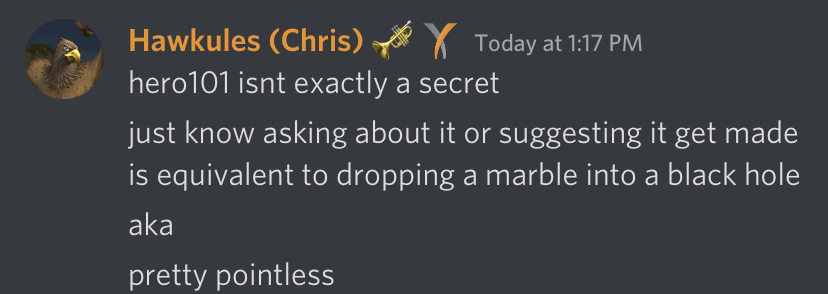 Hawkules (Chris) 🎺 Today at 1:17 PM
hero101 isnt exactly a secret
just know asking about it or suggesting it get made
is equivalent to dropping a marble into a black hole
aka
pretty pointless